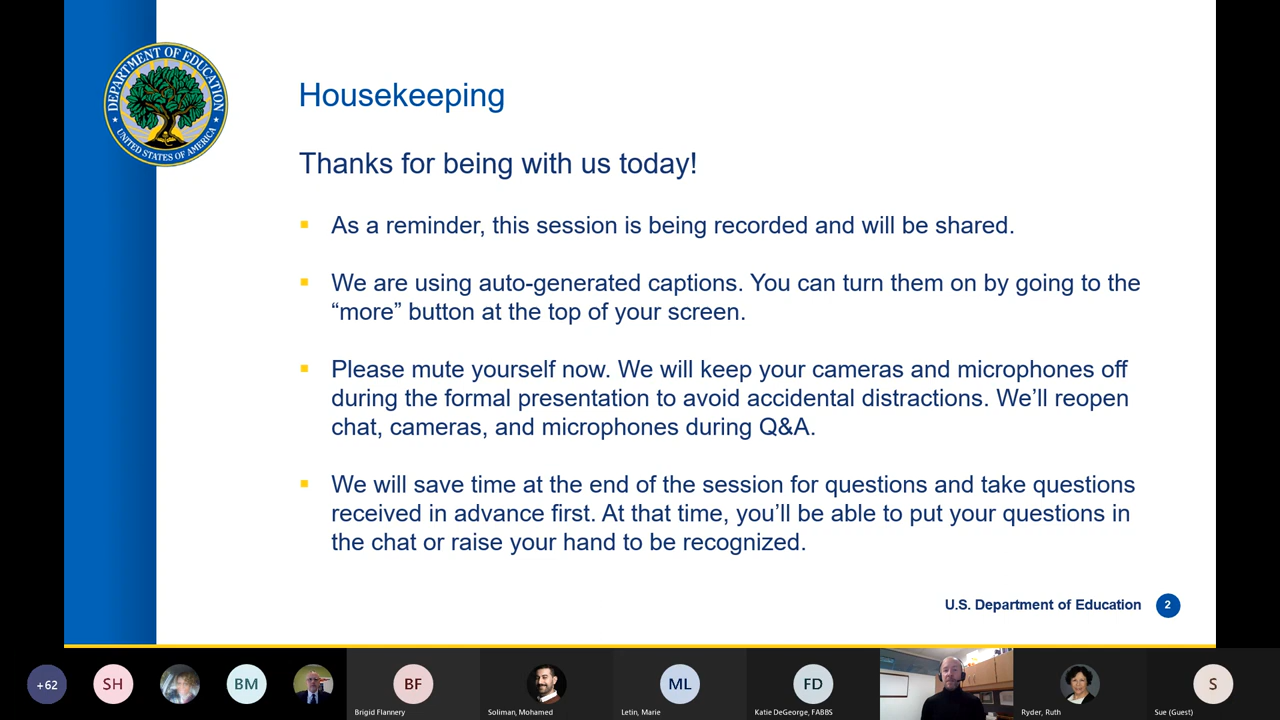 DEPARTMENT OF EDUCATION
UNITED STATES OF AMERICA
Housekeeping
Thanks for being with us today!
As a reminder, this session is being recorded and will be shared.
We are using auto-generated captions. You can turn them on by going to the
“more” button at the top of your screen.
Please mute yourself now. We will keep your cameras and microphones off
during the formal presentation to avoid accidental distractions. We’ll reopen
chat, cameras, and microphones during Q&A.
We will save time at the end of the session for questions and take questions
received in advance first. At that time, you’ll be able to put your questions in
the chat or raise your hand to be recognized.
U.S. Department of Education 2
+62 SH BM BF ML FD S
Brigid Flannery Soliman, Mohamed Letin, Marie Katie DeGeorge, FABBS Ryder, Ruth Sue (Guest)